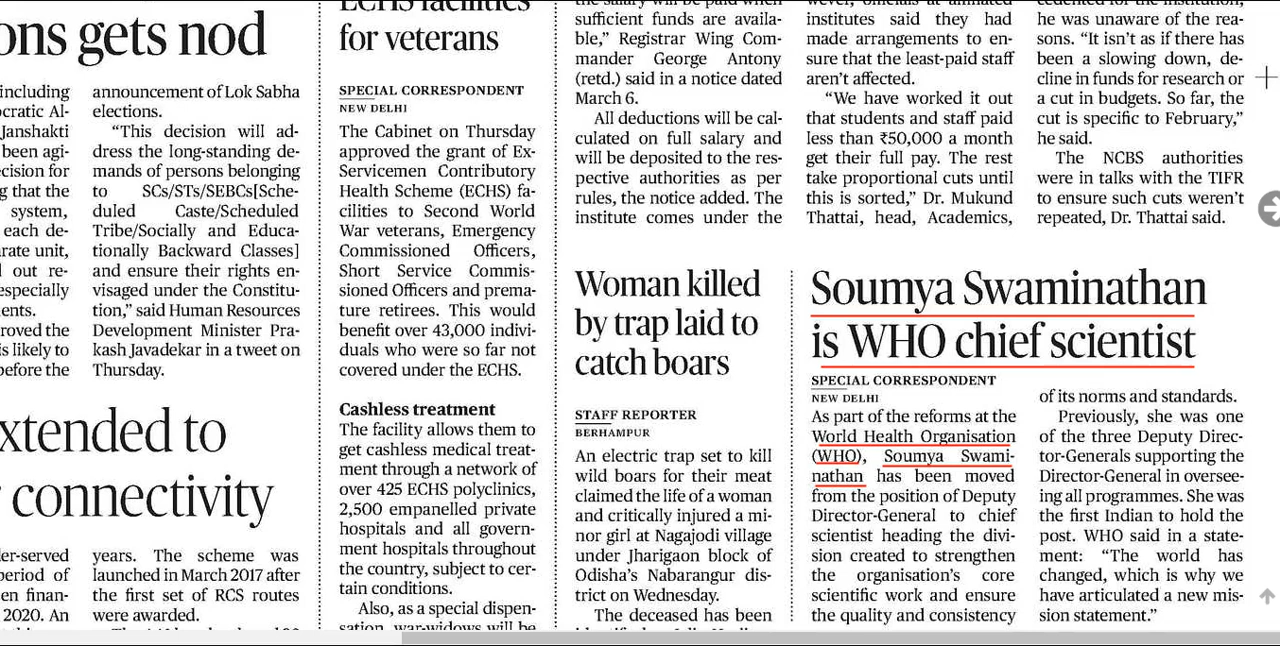 ons gets nod
including
ocratic Al-
Janshakti
been agi-
cision for
g that the
system,
each de-
rate unit,
out re-
especially
ents.
roved the
is likely to
before the
announcement of Lok Sabha
elections.
“This decision will ad-
dress the long-standing de-
mands of persons belonging
to SCs/STs/SEBCs[Sche-
duled Caste/Scheduled
Tribe/Socially and Educa-
tionally Backward Classes]
and ensure their rights en-
visaged under the Constitu-
tion,” said Human Resources
Development Minister Pra-
kash Javadekar in a tweet on
Thursday.
xtended to
connectivity
er-served
period of
en finan-
2020. An
years. The scheme was
launched in March 2017 after
the first set of RCS routes
were awarded.
ECHS facilities
for veterans
SPECIAL CORRESPONDENT
NEW DELHI
The Cabinet on Thursday
approved the grant of Ex-
Servicemen Contributory
Health Scheme (ECHS) fa-
cilities to Second World
War veterans, Emergency
Commissioned Officers,
Short Service Commis-
sioned Officers and prema-
ture retirees. This would
benefit over 43,000 indivi-
duals who were so far not
covered under the ECHS.
Cashless treatment
The facility allows them to
get cashless medical treat-
ment through a network of
over 425 ECHS polyclinics,
2,500 empanelled private
hospitals and all govern-
ment hospitals throughout
the country, subject to cer-
tain conditions.
Also, as a special dispen-
sation, war-widows will be
the salary will be paid when
sufficient funds are availa-
ble,” Registrar Wing Com-
mander George Antony
(retd.) said in a notice dated
March 6.
All deductions will be cal-
culated on full salary and
will be deposited to the res-
pective authorities as per
rules, the notice added. The
institute comes under the
wever, officials at affiliated
institutes said they had
made arrangements to en-
sure that the least-paid staff
aren’t affected.
“We have worked it out
that students and staff paid
less than ₹50,000 a month
get their full pay. The rest
take proportional cuts until
this is sorted,” Dr. Mukund
Thattai, head, Academics,
cedented for the institution,
he was unaware of the rea-
sons. “It isn’t as if there has
been a slowing down, de-
cline in funds for research or
a cut in budgets. So far, the
cut is specific to February,”
he said.
The NCBS authorities
were in talks with the TIFR
to ensure such cuts weren’t
repeated, Dr. Thattai said.
Woman killed
by trap laid to
catch boars
STAFF REPORTER
BERHAMPUR
An electric trap set to kill
wild boars for their meat
claimed the life of a woman
and critically injured a mi-
nor girl at Nagajodi village
under Jharigaon block of
Odisha’s Nabarangur dis-
trict on Wednesday.
The deceased has been
Soumya Swaminathan
is WHO chief scientist
SPECIAL CORRESPONDENT
NEW DELHI
As part of the reforms at the
World Health Organisation
(WHO), Soumya Swami-
nathan has been moved
from the position of Deputy
Director-General to chief
scientist heading the divi-
sion created to strengthen
the organisation’s core
scientific work and ensure
the quality and consistency
of its norms and standards.
Previously, she was one
of the three Deputy Direc-
tor-Generals supporting the
Director-General in oversee-
ing all programmes. She was
the first Indian to hold the
post. WHO said in a state-
ment: “The world has
changed, which is why we
have articulated a new mis-
sion statement.”